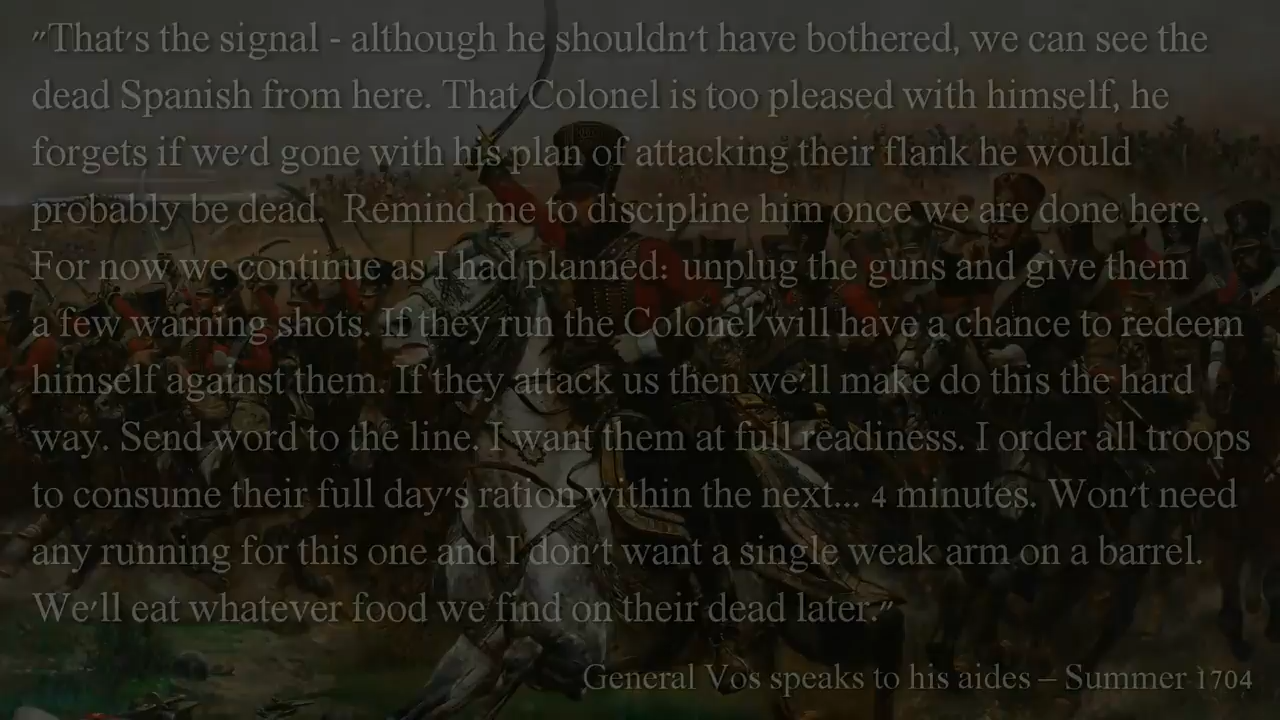 "That's the signal - although he shouldn't have bothered, we can see the
dead Spanish from here. That Colonel is too pleased with himself, he
forgets if we'd gone with his plan of attacking their flank he would
probably be dead.  Remind me to discipline him once we are done here.
For now we continue as I had planned: unplug the guns and give them
a few warning shots. If they run the Colonel will have a chance to redeem
himself against them. If they attack us then we'll make do this the hard
way. Send word to the line. I want them at full readiness. I order all troops
to consume their full day's ration within the next... 4 minutes. Won't need
any running for this one and I don't want a single weak arm on a barrel.
We'll eat whatever food we find on their dead later."
General Vos speaks to his aides – Summer 1704